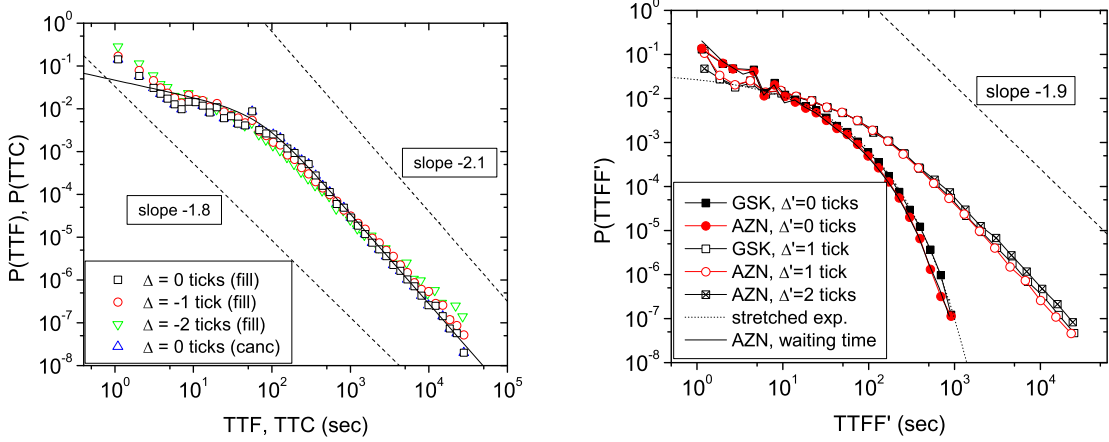 10^0
10^-1
10^-2
10^-3
10^-4
10^-5
10^-6
10^-7
10^-8
P(TTF), P(TTC)
slope -2.1
slope -1.8
Δ = 0 ticks (fill)
Δ = -1 tick (fill)
Δ = -2 ticks (fill)
Δ = 0 ticks (canc)
10^0 10^1 10^2 10^3 10^4 10^5
TTF, TTC (sec)
10^0
10^-1
10^-2
10^-3
10^-4
10^-5
10^-6
10^-7
10^-8
P(TTFF')
slope -1.9
GSK, Δ'=0 ticks
AZN, Δ'=0 ticks
GSK, Δ'=1 tick
AZN, Δ'=1 tick
AZN, Δ'=2 ticks
stretched exp.
AZN, waiting time
10^0 10^1 10^2 10^3 10^4
TTFF' (sec)